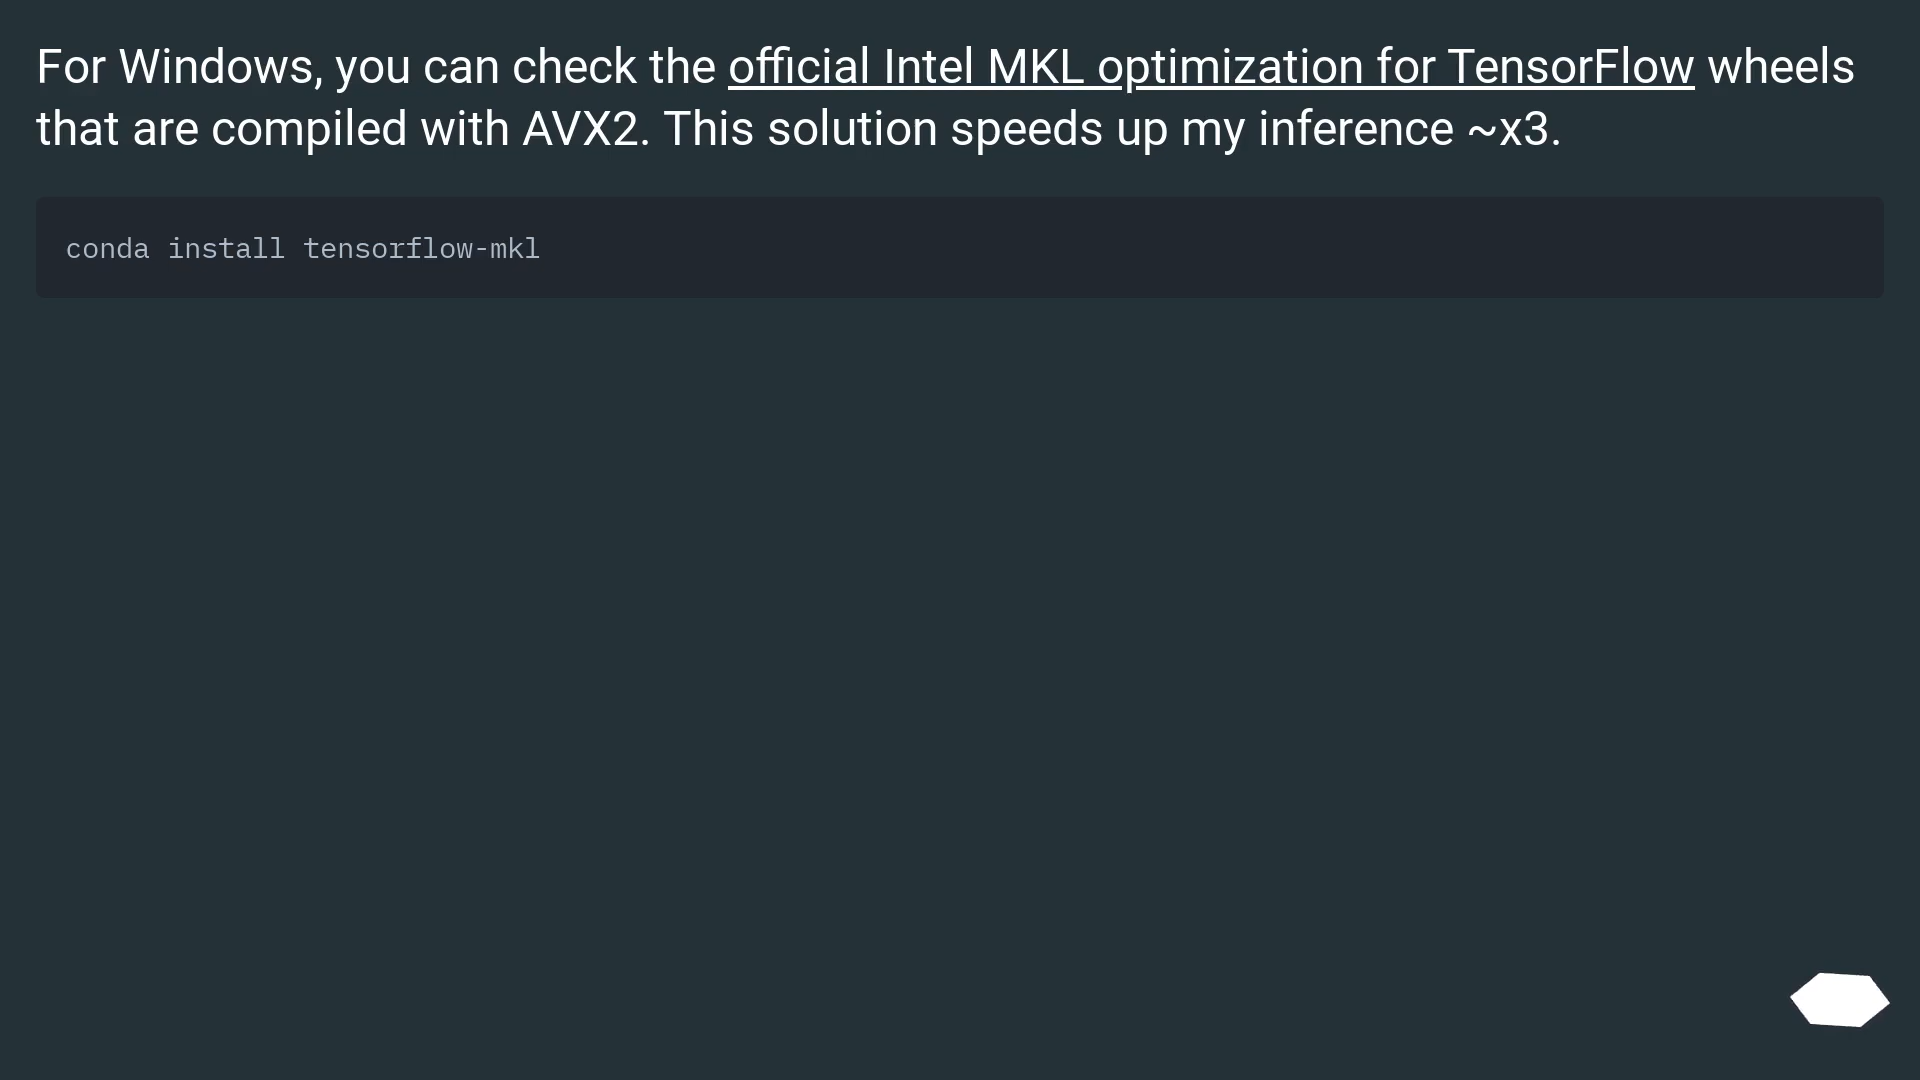 For Windows, you can check the official Intel MKL optimization for TensorFlow wheels
that are compiled with AVX2. This solution speeds up my inference ~x3.
conda install tensorflow-mkl